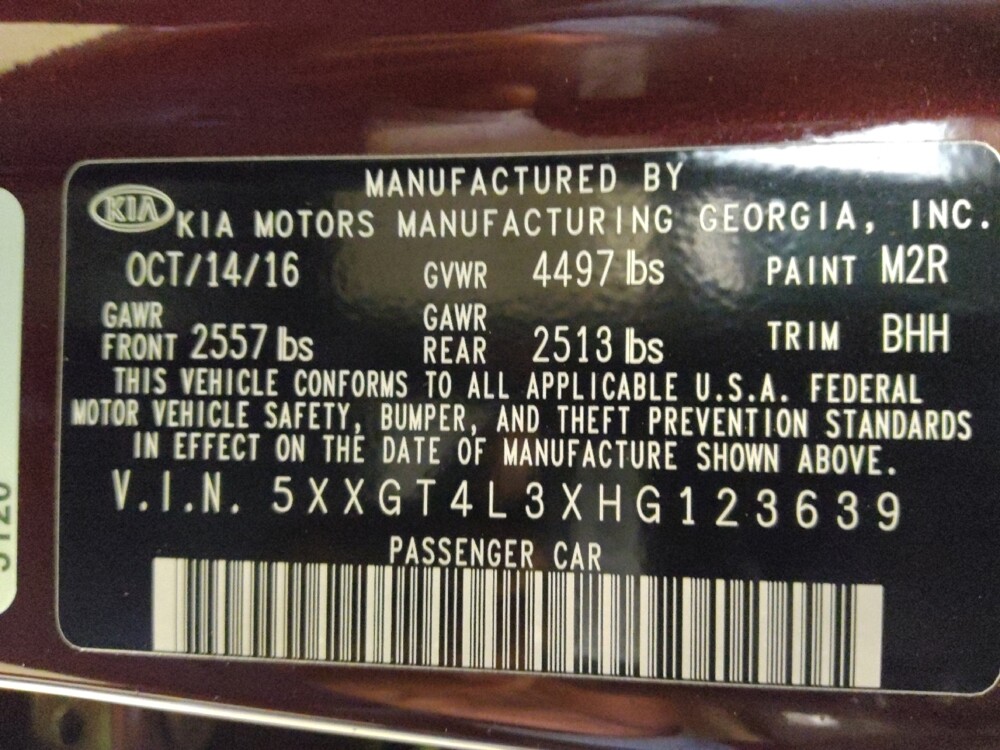 MANUFACTURED BY
KIA KIA MOTORS MANUFACTURING GEORGIA, INC.
OCT/14/16 GVWR 4497 lbs PAINT M2R
GAWR FRONT 2557 lbs GAWR REAR 2513 lbs TRIM BHH
THIS VEHICLE CONFORMS TO ALL APPLICABLE U.S.A. FEDERAL
MOTOR VEHICLE SAFETY, BUMPER, AND THEFT PREVENTION STANDARDS
IN EFFECT ON THE DATE OF MANUFACTURE SHOWN ABOVE.
V.I.N. 5XXGT4L3XHG123639
PASSENGER CAR